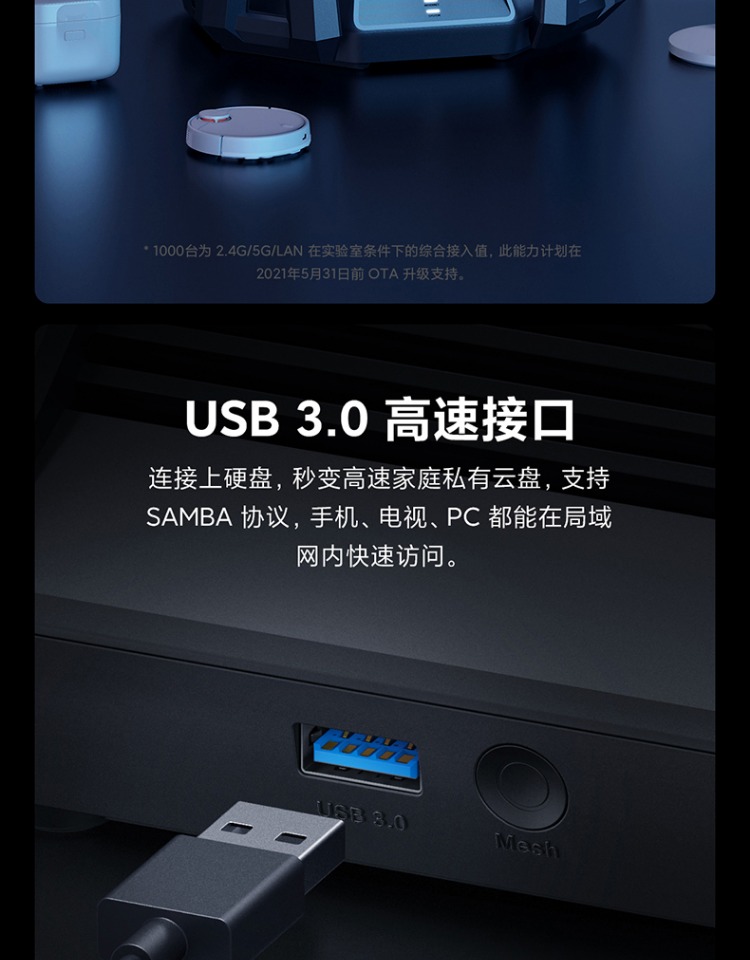 * 1000台为 2.4G/5G/LAN 在实验室条件下的综合接入值, 此能力计划在
2021年5月31日前 OTA 升级支持。
USB 3.0 高速接口
连接上硬盘, 秒变高速家庭私有云盘, 支持
SAMBA 协议, 手机、电视、PC 都能在局域
网内快速访问。
USB 3.0
Mesh